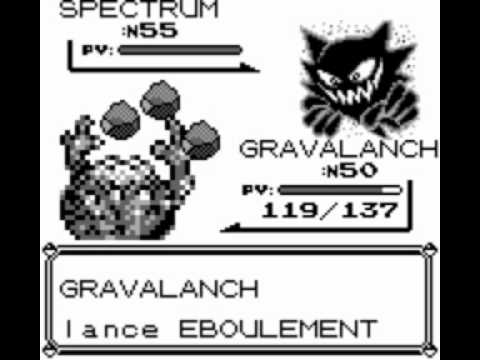 SPECTRUM
:N55
PV:
GRAVALANCH
:N50
PV:
119/137
GRAVALANCH
lance EBOULEMENT